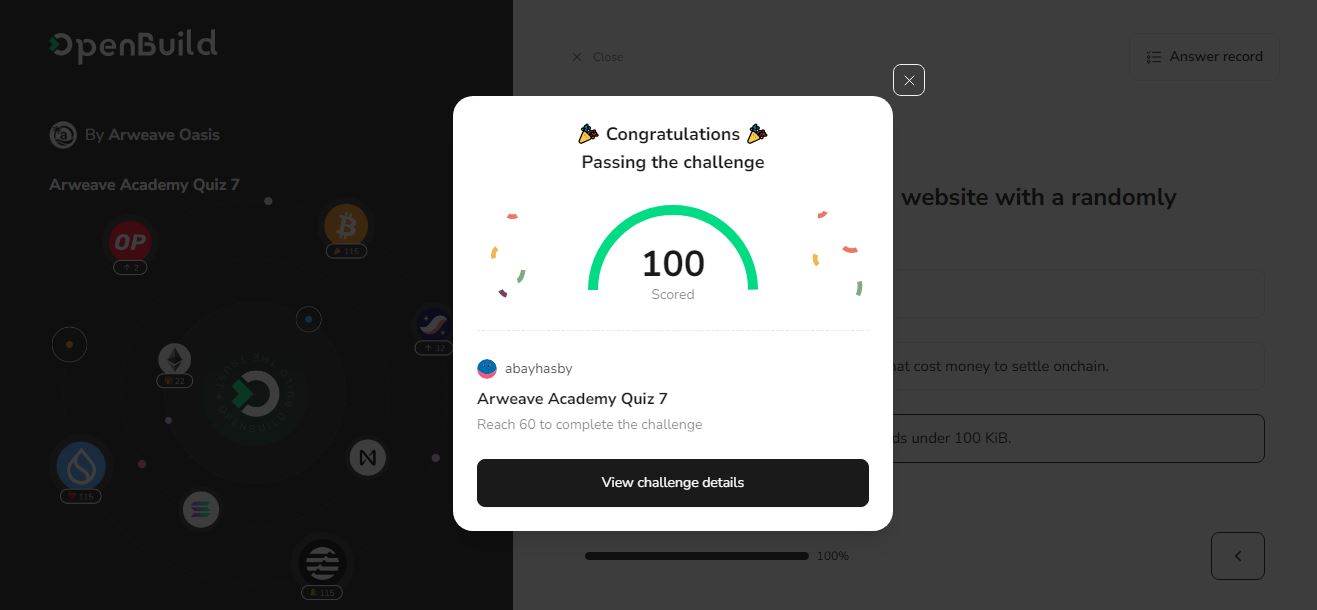 OpenBuild
By Arweave Oasis
Arweave Academy Quiz 7
OP
2
115
22
32
115
115
Close
Answer record
website with a randomly
at cost money to settle onchain.
ds under 100 KiB.
100%
Congratulations
Passing the challenge
100
Scored
abayhasby
Arweave Academy Quiz 7
Reach 60 to complete the challenge
View challenge details